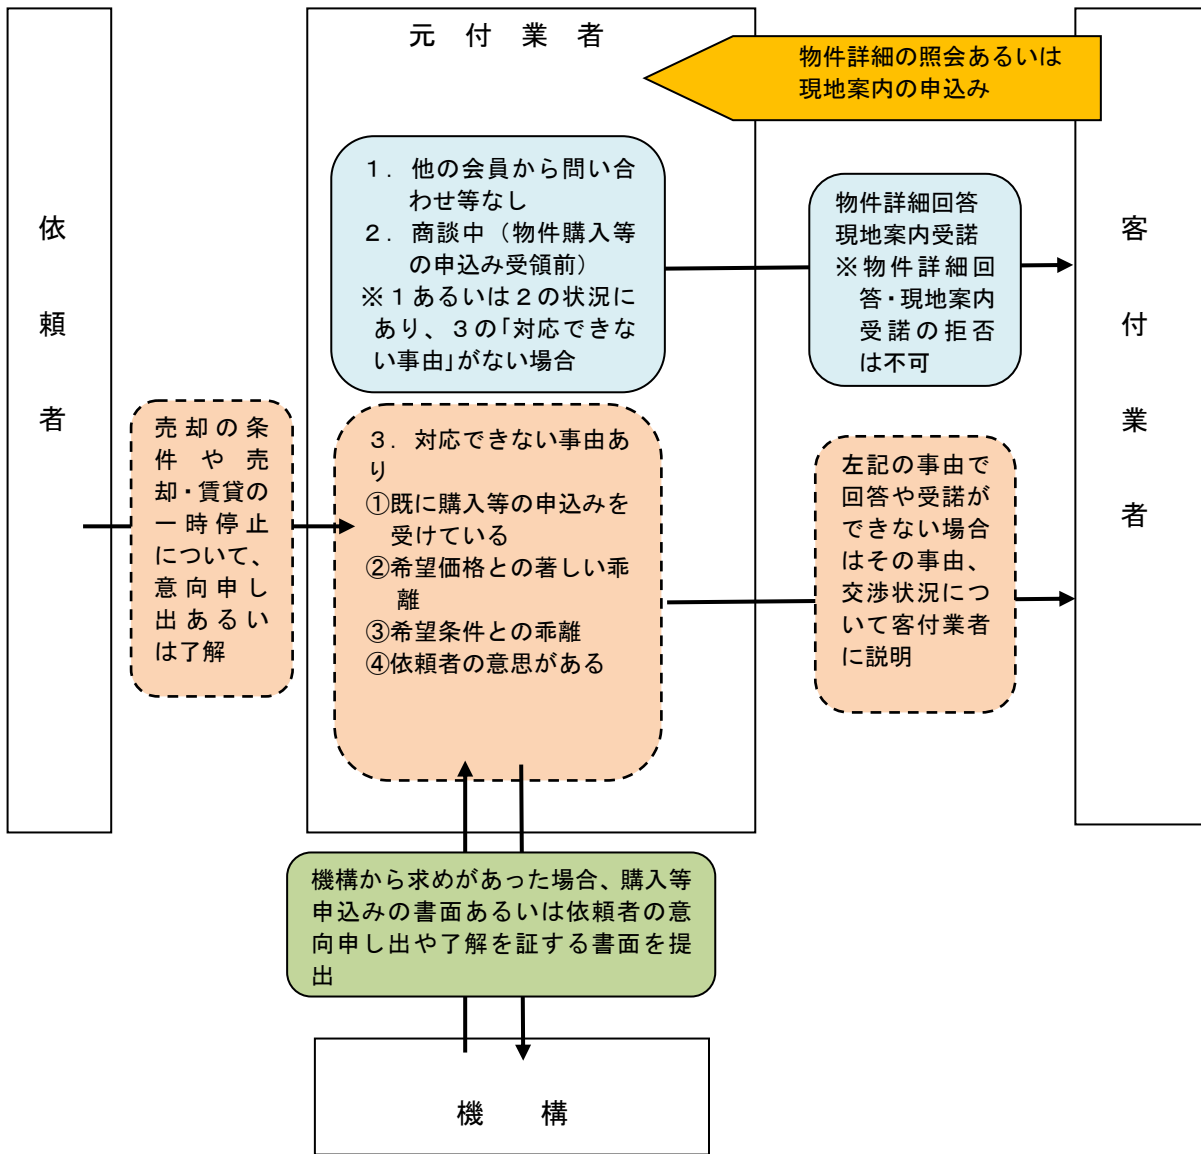 元付業者
物件詳細の照会あるいは
現地案内の申込み
依頼者
１．他の会員から問い合
わせ等なし
２．商談中（物件購入等
の申込み受領前）
※１あるいは２の状況に
あり、３の「対応できな
い事由」がない場合
物件詳細回答
現地案内受諾
※物件詳細回
答・現地案内
受諾の拒否
は不可
客付業者
売却の条
件や売
却・賃貸の
一時停止
について、
意向申し
出あるい
は了解
３．対応できない事由あ
り
①既に購入等の申込みを
受けている
②希望価格との著しい乖
離
③希望条件との乖離
④依頼者の意思がある
左記の事由で
回答や受諾が
できない場合
はその事由、
交渉状況につ
いて客付業者
に説明
機構から求めがあった場合、購入等
申込みの書面あるいは依頼者の意
向申し出や了解を証する書面を提
出
機構